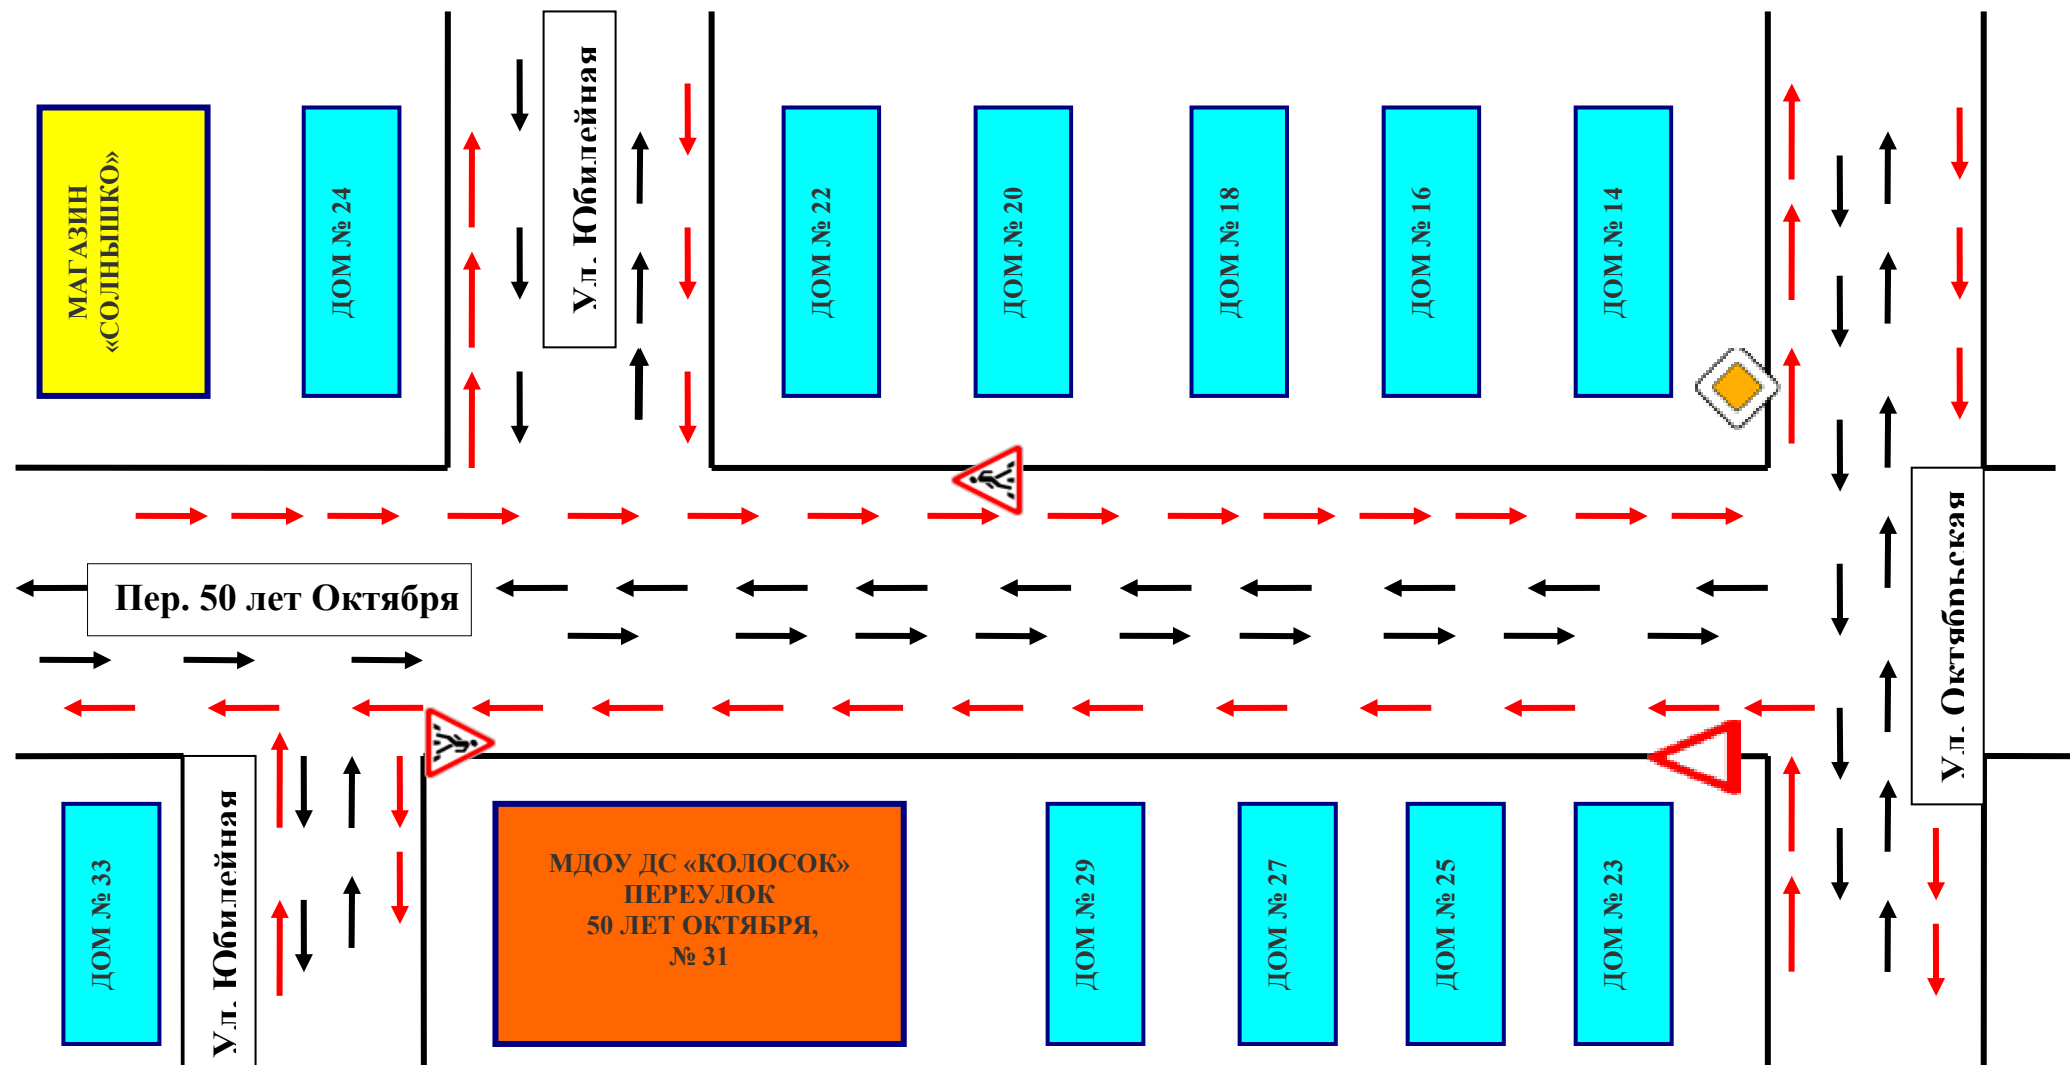 МАГАЗИН
«СОЛНЫШКО»
ДОМ № 24
Ул. Юбилейная
ДОМ № 22
ДОМ № 20
ДОМ № 18
ДОМ № 16
ДОМ № 14
Пер. 50 лет Октября
Ул. Октябрьская
ДОМ № 33
Ул. Юбилейная
МДОУ ДС «КОЛОСОК»
ПЕРЕУЛОК
50 ЛЕТ ОКТЯБРЯ,
№ 31
ДОМ № 29
ДОМ № 27
ДОМ № 25
ДОМ № 23